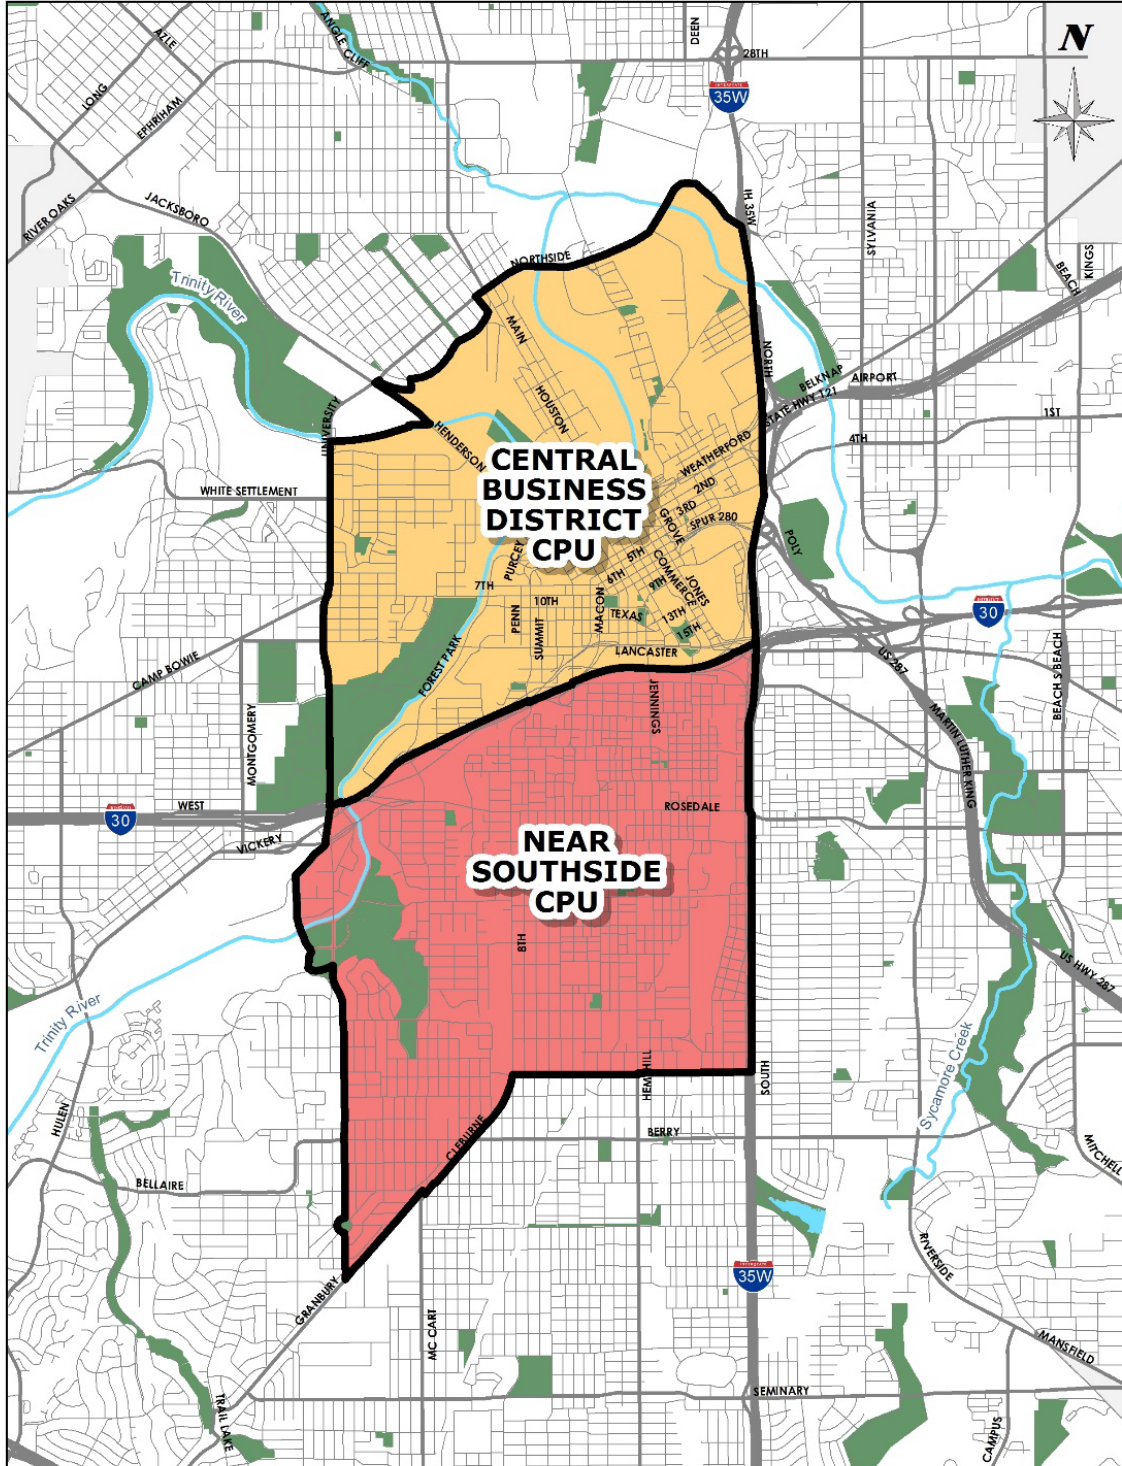 N
AZLE
ANGLE
CLIFF
DEEN
28TH
35W
LONG
EPHRIHAM
JACKSBORO
RIVER OAKS
IH 35W
SYLVANIA
KINGS
BEACH
NORTHSIDE
Trinity River
MAIN
NORTH
HOUSTON
BELKNAP
AIRPORT
STATE HWY 121
1ST
UNIVERSITY
HENDERSON
4TH
WEATHERFORD
CENTRAL
BUSINESS
DISTRICT
CPU
WHITE SETTLEMENT
2ND
3RD
GROVE
SPUR 280
POLY
PURCEY
5TH
COMMERCE
7TH
6TH
9TH
JONES
10TH
PENN
SUMMIT
MACON
TEXAS
13TH
15TH
30
LANCASTER
CAMP BOWIE
FOREST PARK
US 287
BEACH S/BEACH
JENNINGS
MONTGOMERY
MARTIN LUTHER KING
WEST
30
ROSEDALE
VICKERY
NEAR
SOUTHSIDE
CPU
8TH
US HWY 287
Trinity River
Sycamore Creek
HEMPHILL
SOUTH
HULEN
CLEBURNE
BERRY
MITCHELL
BELLAIRE
RIVERSIDE
35W
GRANBURY
MC CART
MANSFIELD
SEMINARY
TRAIL LAKE
CAMPUS